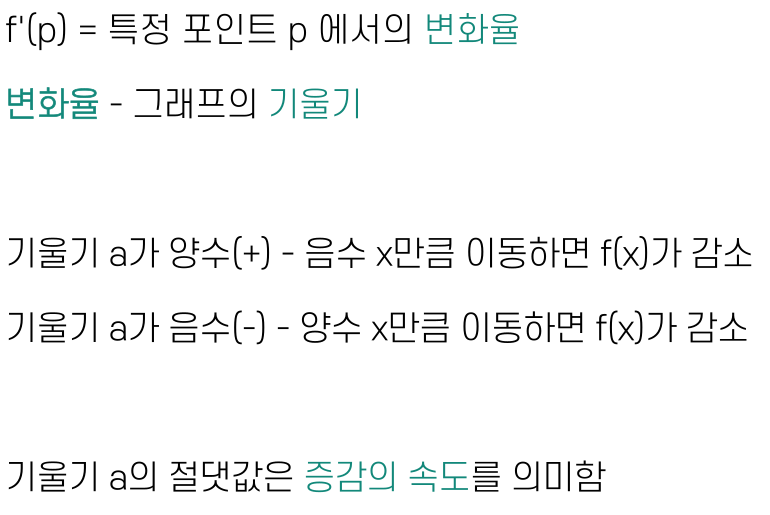 f'(p) = 특정 포인트 p 에서의 변화율
변화율 - 그래프의 기울기
기울기 a가 양수(+) - 음수 x만큼 이동하면 f(x)가 감소
기울기 a가 음수(-) - 양수 x만큼 이동하면 f(x)가 감소
기울기 a의 절댓값은 증감의 속도를 의미함